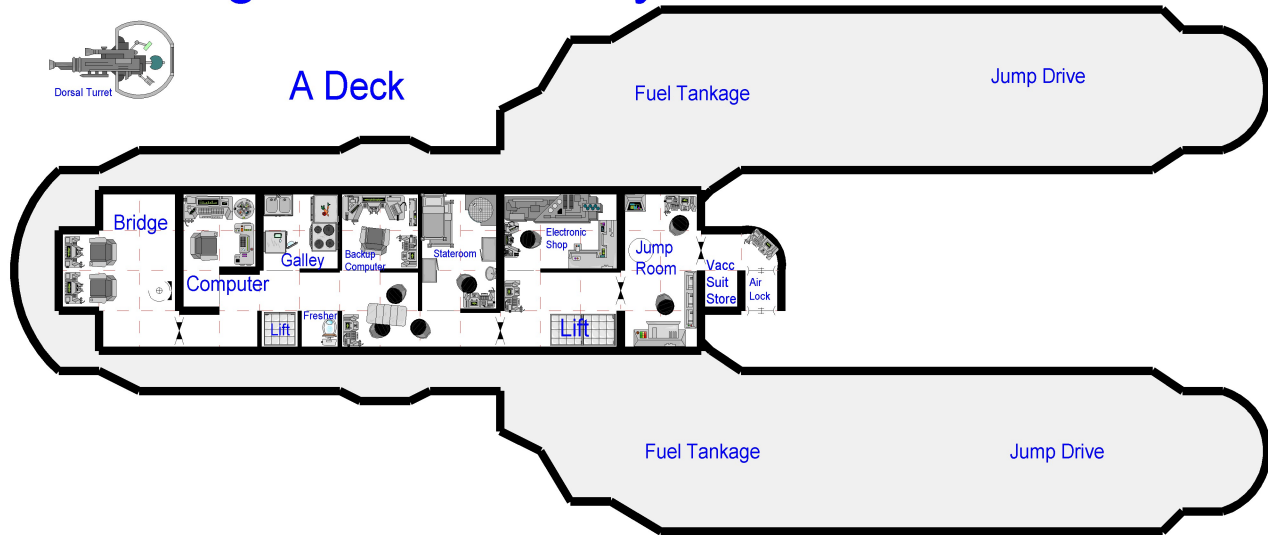 Dorsal Turret
A Deck
Fuel Tankage
Jump Drive
Bridge
Computer
Galley
Backup
Computer
Stateroom
Electronic
Shop
Jump
Room
Vacc
Suit
Store
Air
Lock
Lift
Fresher
Lift
Fuel Tankage
Jump Drive